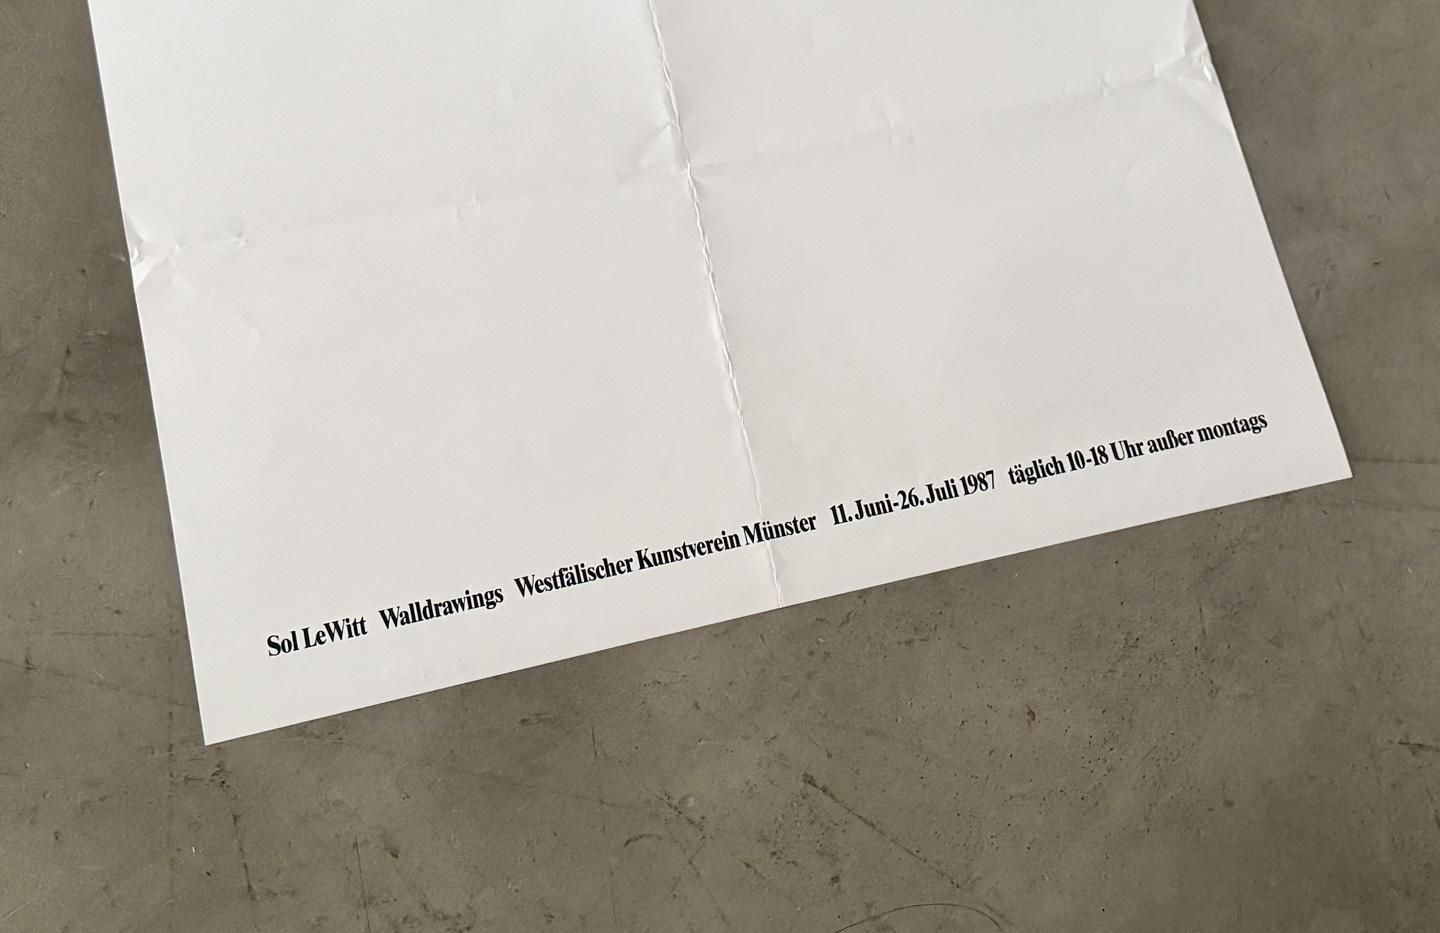 Sol LeWitt Walldrawings Westfälischer Kunstverein Münster 11. Juni-26. Juli 1987 täglich 10-18 Uhr außer montags